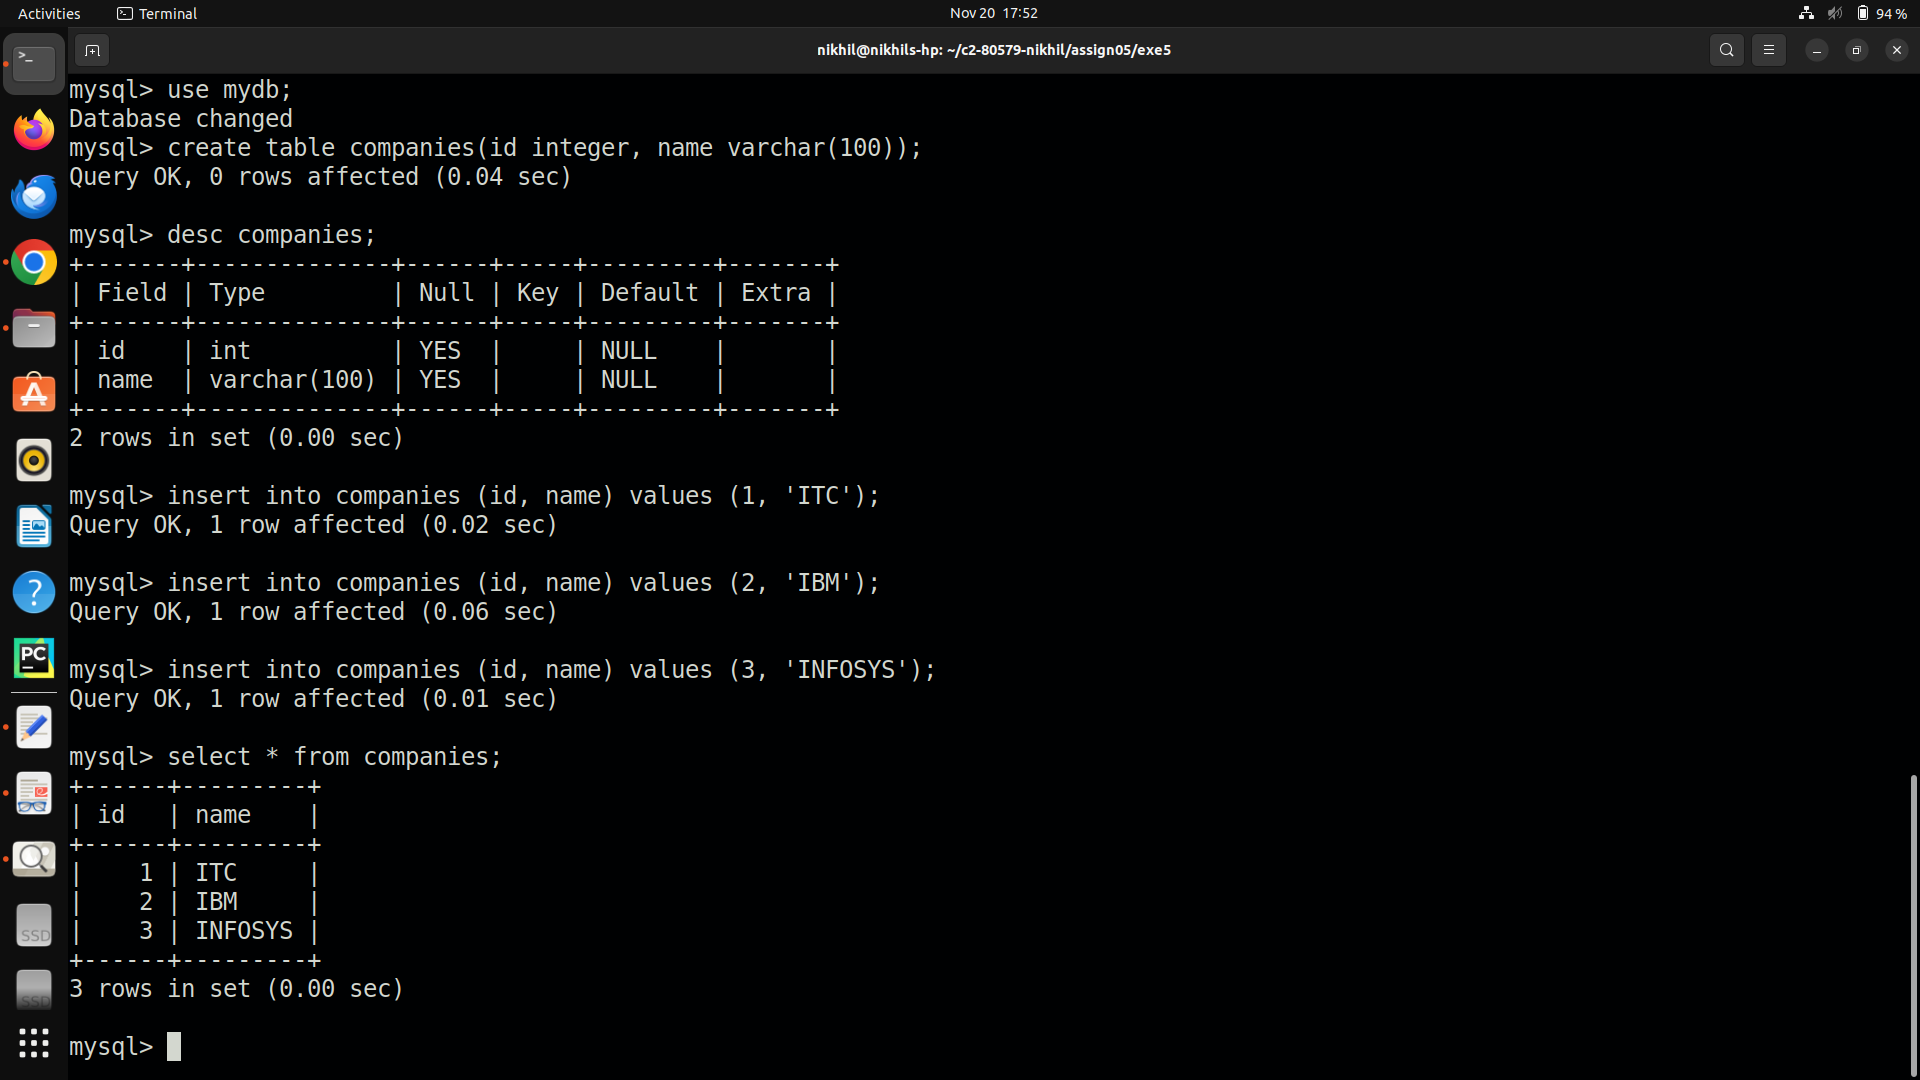 Activities Terminal Nov 20 17:52 94 %
nikhil@nikhils-hp: ~/c2-80579-nikhil/assign05/exe5
mysql> use mydb;
Database changed
mysql> create table companies(id integer, name varchar(100));
Query OK, 0 rows affected (0.04 sec)
mysql> desc companies;
+-------+--------------+------+-----+---------+-------+
| Field | Type         | Null | Key | Default | Extra |
+-------+--------------+------+-----+---------+-------+
| id    | int          | YES  |     | NULL    |       |
| name  | varchar(100) | YES  |     | NULL    |       |
+-------+--------------+------+-----+---------+-------+
2 rows in set (0.00 sec)
mysql> insert into companies (id, name) values (1, 'ITC');
Query OK, 1 row affected (0.02 sec)
mysql> insert into companies (id, name) values (2, 'IBM');
Query OK, 1 row affected (0.06 sec)
mysql> insert into companies (id, name) values (3, 'INFOSYS');
Query OK, 1 row affected (0.01 sec)
mysql> select * from companies;
+------+---------+
| id   | name    |
+------+---------+
|    1 | ITC     |
|    2 | IBM     |
|    3 | INFOSYS |
+------+---------+
3 rows in set (0.00 sec)
mysql>
PC
SSD
SSD